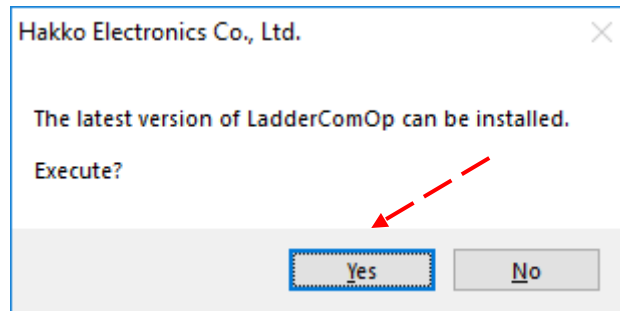 Hakko Electronics Co., Ltd.
The latest version of LadderComOp can be installed.
Execute?
Yes No